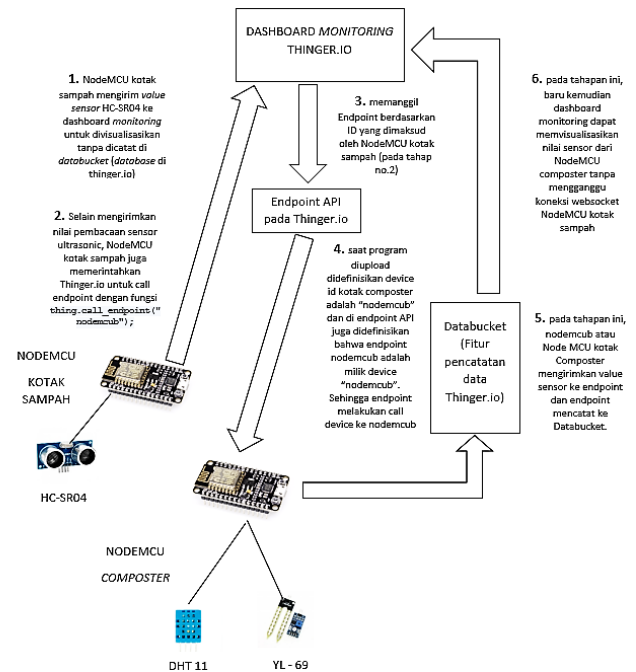 DASHBOARD MONITORING
THINGER.IO
1. NodeMCU kotak
sampah mengirim value
sensor HC-SR04 ke
dashboard monitoring
untuk divisualisasikan
tanpa dicatat di
databucket (database di
thinger.io)
2. Selain mengirimkan
nilai pembacaan sensor
ultrasonic, NodeMCU
kotak sampah juga
memerintahkan
Thinger.io untuk call
endpoint dengan fungsi
thing.call_endpoint("
nodemcub");
3. memanggil
Endpoint berdasarkan
ID yang dimaksud
oleh NodeMCU kotak
sampah (pada tahap
no.2)
Endpoint API
pada Thinger.io
4. saat program
diupload
didefinisikan device
id kotak composter
adalah "nodemcub"
dan di endpoint API
juga didefinisikan
bahwa endpoint
nodemcub adalah
milik device
"nodemcub".
Sehingga endpoint
melakukan call
device ke nodemcub
6. pada tahapan ini,
baru kemudian
dashboard
monitoring dapat
memvisualisasikan
nilai sensor dari
NodeMCU
composter tanpa
mengganggu
koneksi websocket
NodeMCU kotak
sampah
Databucket
(Fitur
pencatatan
data
Thinger.io)
5. pada tahapan ini,
nodemcub atau
Node MCU kotak
Composter
mengirimkan value
sensor ke endpoint
dan endpoint
mencatat ke
Databucket.
NODEMCU
KOTAK
SAMPAH
HC-SR04
NODEMCU
COMPOSTER
DHT 11
YL - 69